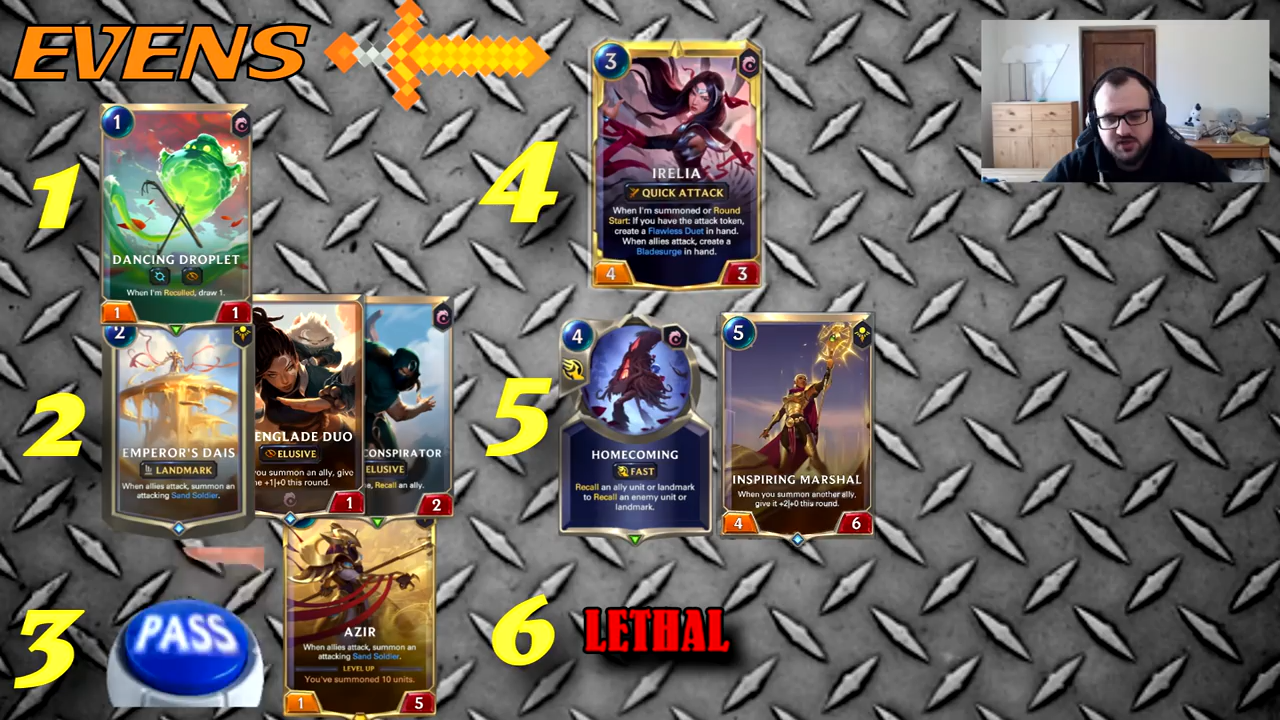 EVENS
1
1
DANCING DROPLET
When I'm Recalled, draw 1.
1
1
2
2
EMPEROR'S DAIS
LANDMARK
When allies attack, summon an
attacking Sand Soldier.
ENGLADE DUO
ELUSIVE
you summon an ally, give
e +1|+0 this round.
1
CONSPIRATOR
ELUSIVE
e, Recall an ally.
2
3
PASS
AZIR
When allies attack, summon an
attacking Sand Soldier.
LEVEL UP
You've summoned 10 units.
1
5
4
3
IRELIA
QUICK ATTACK
When I'm summoned or Round
Start: If you have the attack token,
create a Flawless Duet in hand.
When allies attack, create a
Bladesurge in hand.
4
3
5
4
HOMECOMING
FAST
Recall an ally unit or landmark
to Recall an enemy unit or
landmark.
5
INSPIRING MARSHAL
When you summon another ally,
give it +2|+0 this round.
4
6
6
LETHAL